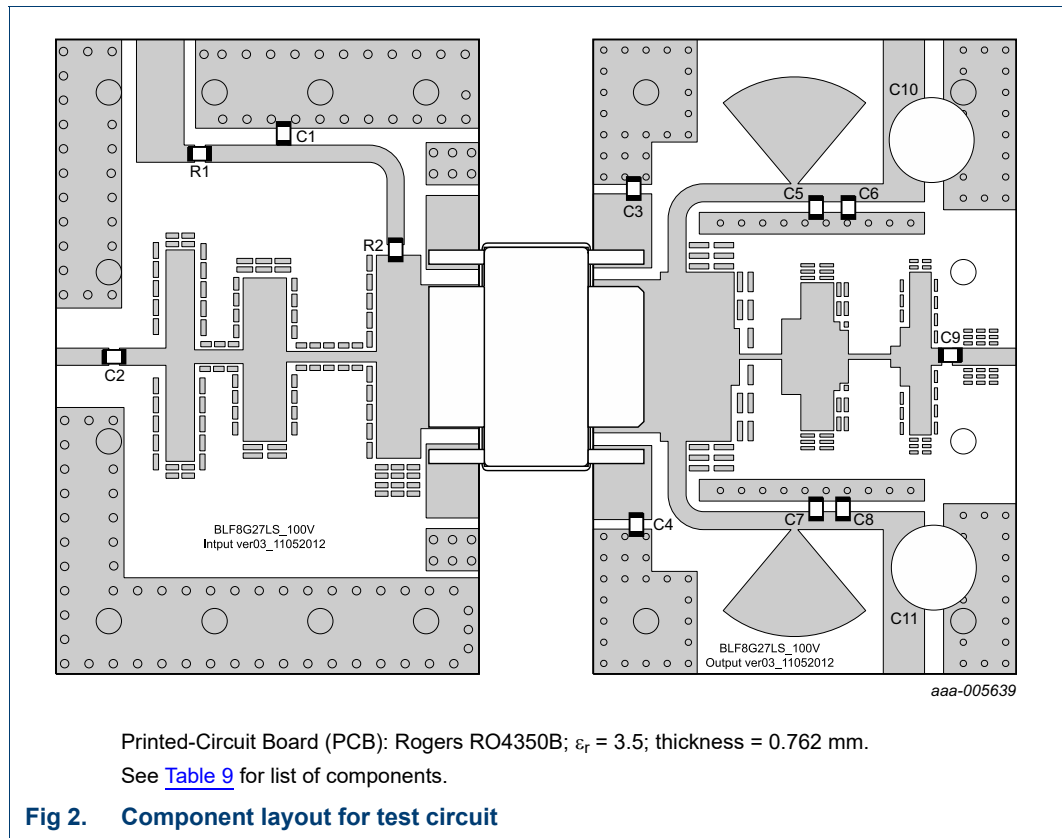 C10
C1
R1
C5
C6
C3
R2
C9
C2
C7
C8
C4
BLF8G27LS_100V
Intput ver03_11052012
C11
BLF8G27LS_100V
Output ver03_11052012
aaa-005639
Printed-Circuit Board (PCB): Rogers RO4350B; εr = 3.5; thickness = 0.762 mm.
See Table 9 for list of components.
Fig 2. Component layout for test circuit